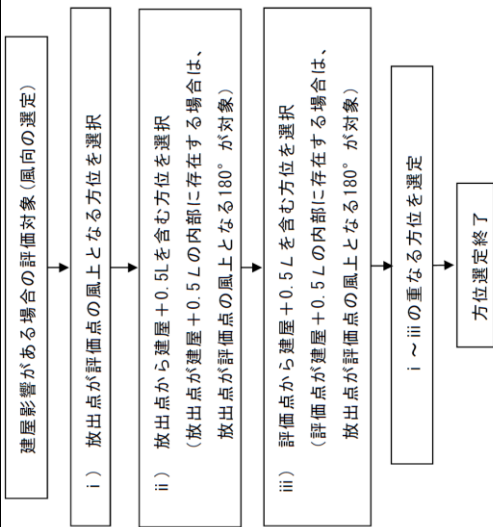 建屋影響がある場合の評価対象(風向の選定)
ⅰ) 放出点が評価点の風上となる方位を選択
ⅱ) 放出点から建屋+0.5Lを含む方位を選択
(放出点が建屋+0.5Lの内部に存在する場合は、
放出点が評価点の風上となる180°が対象)
ⅲ) 評価点から建屋+0.5Lを含む方位を選択
(評価点が建屋+0.5Lの内部に存在する場合は、
放出点が評価点の風上となる180°が対象)
ⅰ～ⅲの重なる方位を選定
方位選定終了